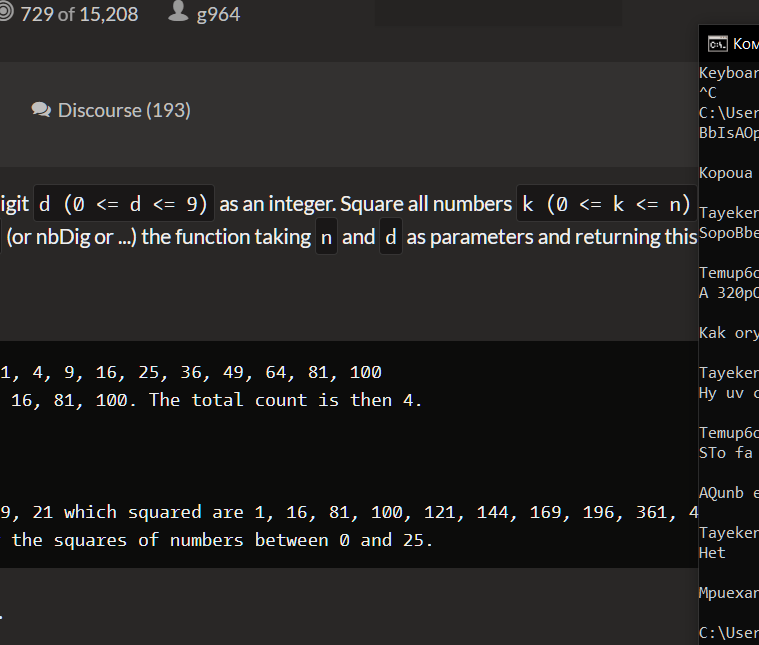 729 of 15,208 g964
Discourse (193)
igit d (0 <= d <= 9) as an integer. Square all numbers k (0 <= k <= n)
(or nbDig or ...) the function taking n and d as parameters and returning this
1, 4, 9, 16, 25, 36, 49, 64, 81, 100
16, 81, 100. The total count is then 4.
9, 21 which squared are 1, 16, 81, 100, 121, 144, 169, 196, 361, 4
the squares of numbers between 0 and 25.
.
Ком
Keyboar
^C
C:\User
BbIsAOp
Kopoua
Tayeker
SopoBbe
Temup6o
A 320pO
Kak ory
Tayeker
Hy uv c
Temup6o
STo fa
AQunb e
Tayeker
Het
Mpuexar
C:\User